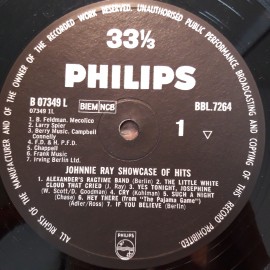 ALL RIGHTS OF THE MANUFACTURER AND OF THE OWNER OF THE RECORDED WORK RESERVED. UNAUTHORISED PUBLIC PERFORMANCE BROADCASTING AND COPYING OF THIS RECORD PROHIBITED.
33⅓
PHILIPS
B 07349 L
07349 1L
BIEM NCB
BBL.7264
1. B. Feldman. Mecolico
2. Larry Spier
3. Berry Music. Campbell Connelly
4. F.D. & H. P.F.D.
5. Chappell
6. Frank Music
7. Irving Berlin Ltd.
1
JOHNNIE RAY SHOWCASE OF HITS
1. ALEXANDER'S RAGTIME BAND (Berlin) 2. THE LITTLE WHITE
CLOUD THAT CRIED (J. Ray) 3. YES TONIGHT, JOSEPHINE
(W. Scott/D. Goodman) 4. CRY (Kohlman) 5. SUCH A NIGHT
(Chase) 6. HEY THERE (from "The Pajama Game")
(Adler/Ross) 7. IF YOU BELIEVE (Berlin)
PHILIPS